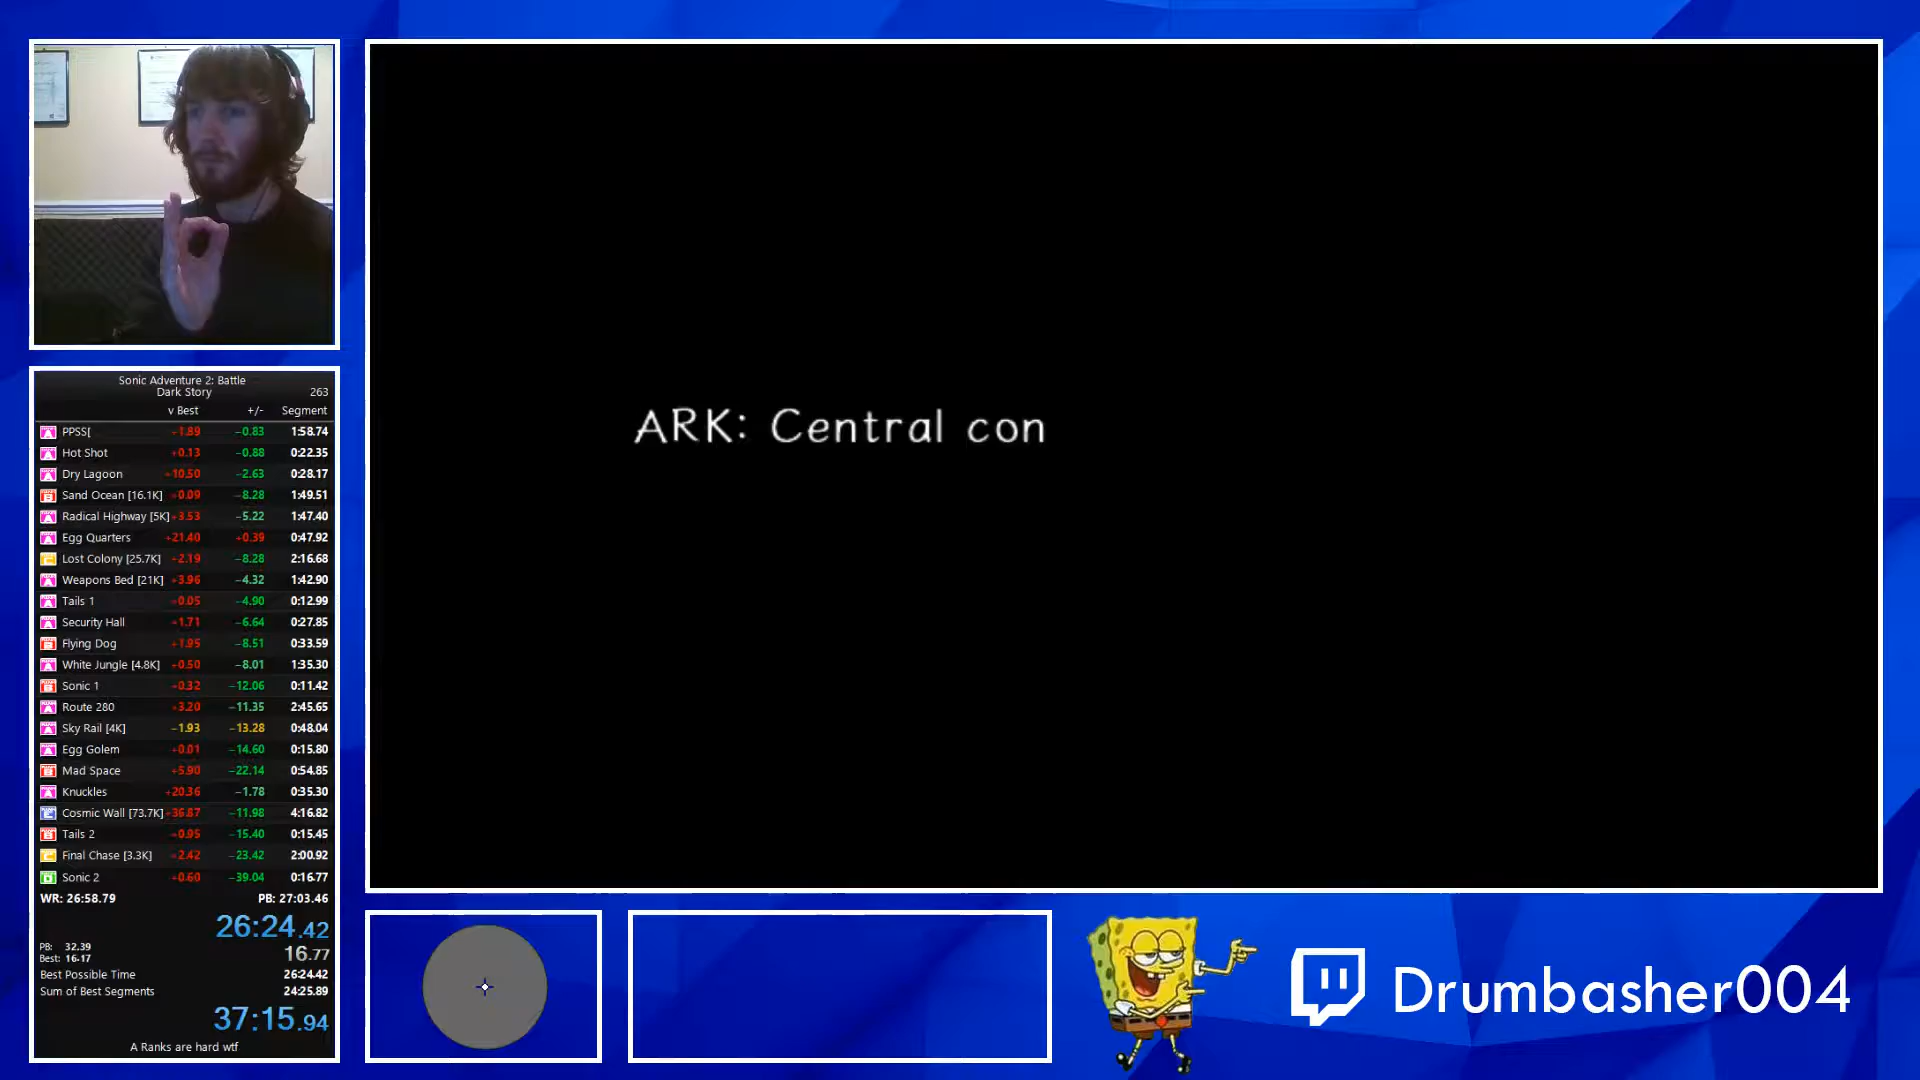 Sonic Adventure 2: Battle
Dark Story 263
v Best +/- Segment
PPSS[ -1.89 -0.83 1:58.74
Hot Shot +0.13 -0.88 0:22.35
Dry Lagoon +10.50 -2.63 0:28.17
Sand Ocean [16.1K] +0.09 -8.28 1:49.51
Radical Highway [5K] +3.53 -5.22 1:47.40
Egg Quarters +21.40 +0.39 0:47.92
Lost Colony [25.7K] +2.19 -8.28 2:16.68
Weapons Bed [21K] +3.96 -4.32 1:42.90
Tails 1 +0.05 -4.90 0:12.99
Security Hall +1.71 -6.64 0:27.85
Flying Dog +1.95 -8.51 0:33.59
White Jungle [4.8K] +0.50 -8.01 1:35.30
Sonic 1 +0.32 -12.06 0:11.42
Route 280 +3.20 -11.35 2:45.65
Sky Rail [4K] -1.93 -13.28 0:48.04
Egg Golem +0.01 -14.60 0:15.80
Mad Space +5.90 -22.14 0:54.85
Knuckles +20.36 -1.78 0:35.30
Cosmic Wall [73.7K] +36.87 -11.98 4:16.82
Tails 2 +0.95 -15.40 0:15.45
Final Chase [3.3K] +2.42 -23.42 2:00.92
Sonic 2 +0.60 -39.04 0:16.77
WR: 26:58.79 PB: 27:03.46
26:24.42
PB: 32.39 16.77
Best: 16-17
Best Possible Time 26:24.42
Sum of Best Segments 24:25.89
37:15.94
A Ranks are hard wtf
ARK: Central con
Drumbasher004